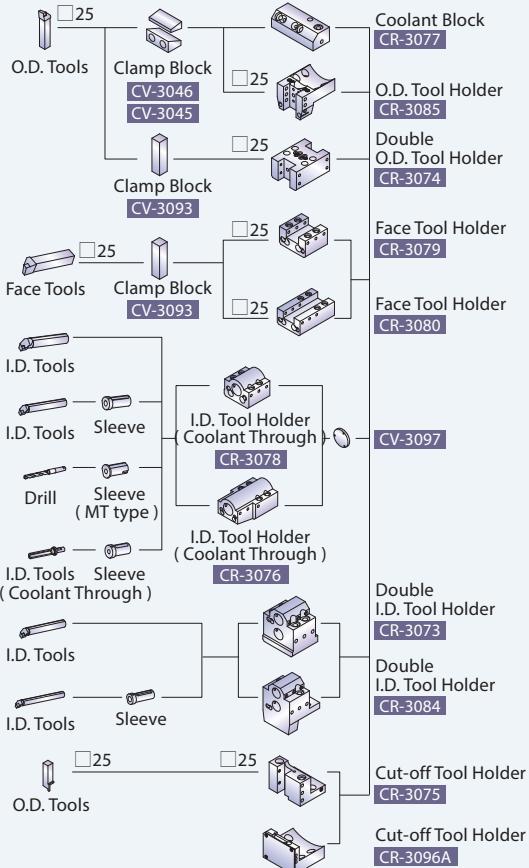 □25
O.D. Tools
Clamp Block
CV-3046
CV-3045
Coolant Block
CR-3077
□25
O.D. Tool Holder
CR-3085
Clamp Block
CV-3093
□25
Double
O.D. Tool Holder
CR-3074
Face Tools
□25
Clamp Block
CV-3093
□25
Face Tool Holder
CR-3079
□25
Face Tool Holder
CR-3080
I.D. Tools
I.D. Tools
Sleeve
Drill
Sleeve
( MT type )
I.D. Tools
Sleeve
( Coolant Through )
I.D. Tool Holder
( Coolant Through )
CR-3078
I.D. Tool Holder
( Coolant Through )
CR-3076
CV-3097
I.D. Tools
I.D. Tools
Sleeve
Double
I.D. Tool Holder
CR-3073
Double
I.D. Tool Holder
CR-3084
□25
O.D. Tools
□25
Cut-off Tool Holder
CR-3075
Cut-off Tool Holder
CR-3096A